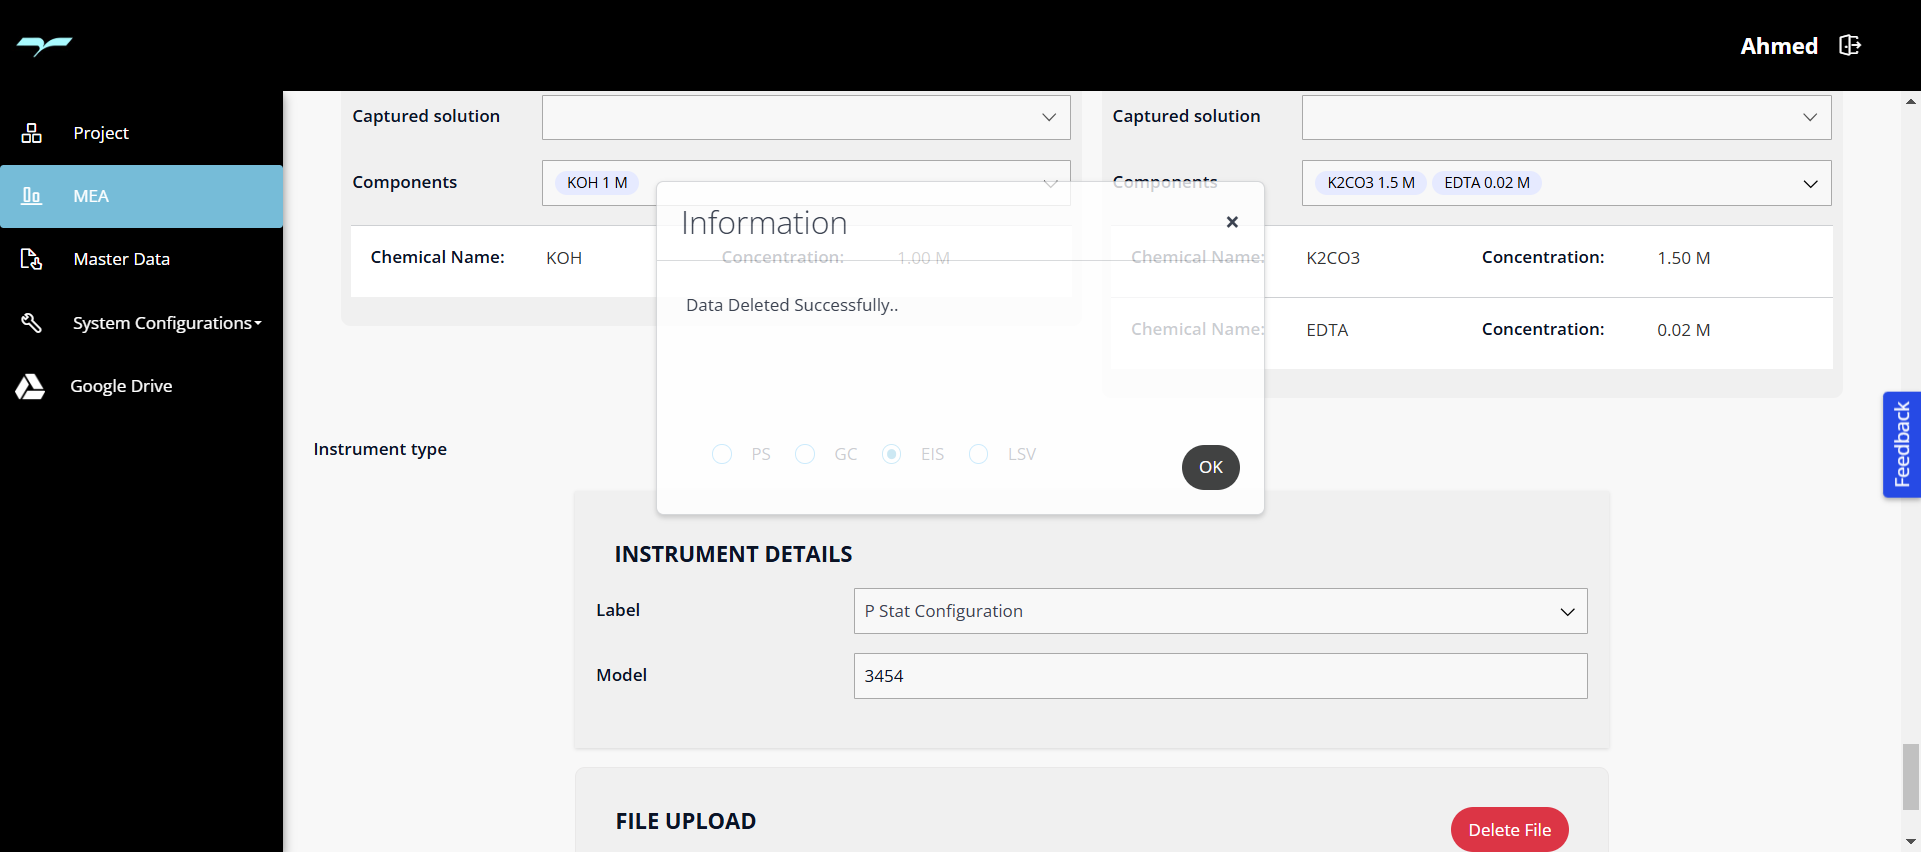 Ahmed
Project
MEA
Master Data
System Configurations
Google Drive
Captured solution
Captured solution
Components
KOH 1 M
Components
K2CO3 1.5 M
EDTA 0.02 M
Information
Chemical Name:
KOH
Concentration:
1.00 M
Chemical Name:
K2CO3
Concentration:
1.50 M
Data Deleted Successfully..
Chemical Name:
EDTA
Concentration:
0.02 M
Instrument type
PS
GC
EIS
LSV
OK
Feedback
INSTRUMENT DETAILS
Label
P Stat Configuration
Model
3454
FILE UPLOAD
Delete File